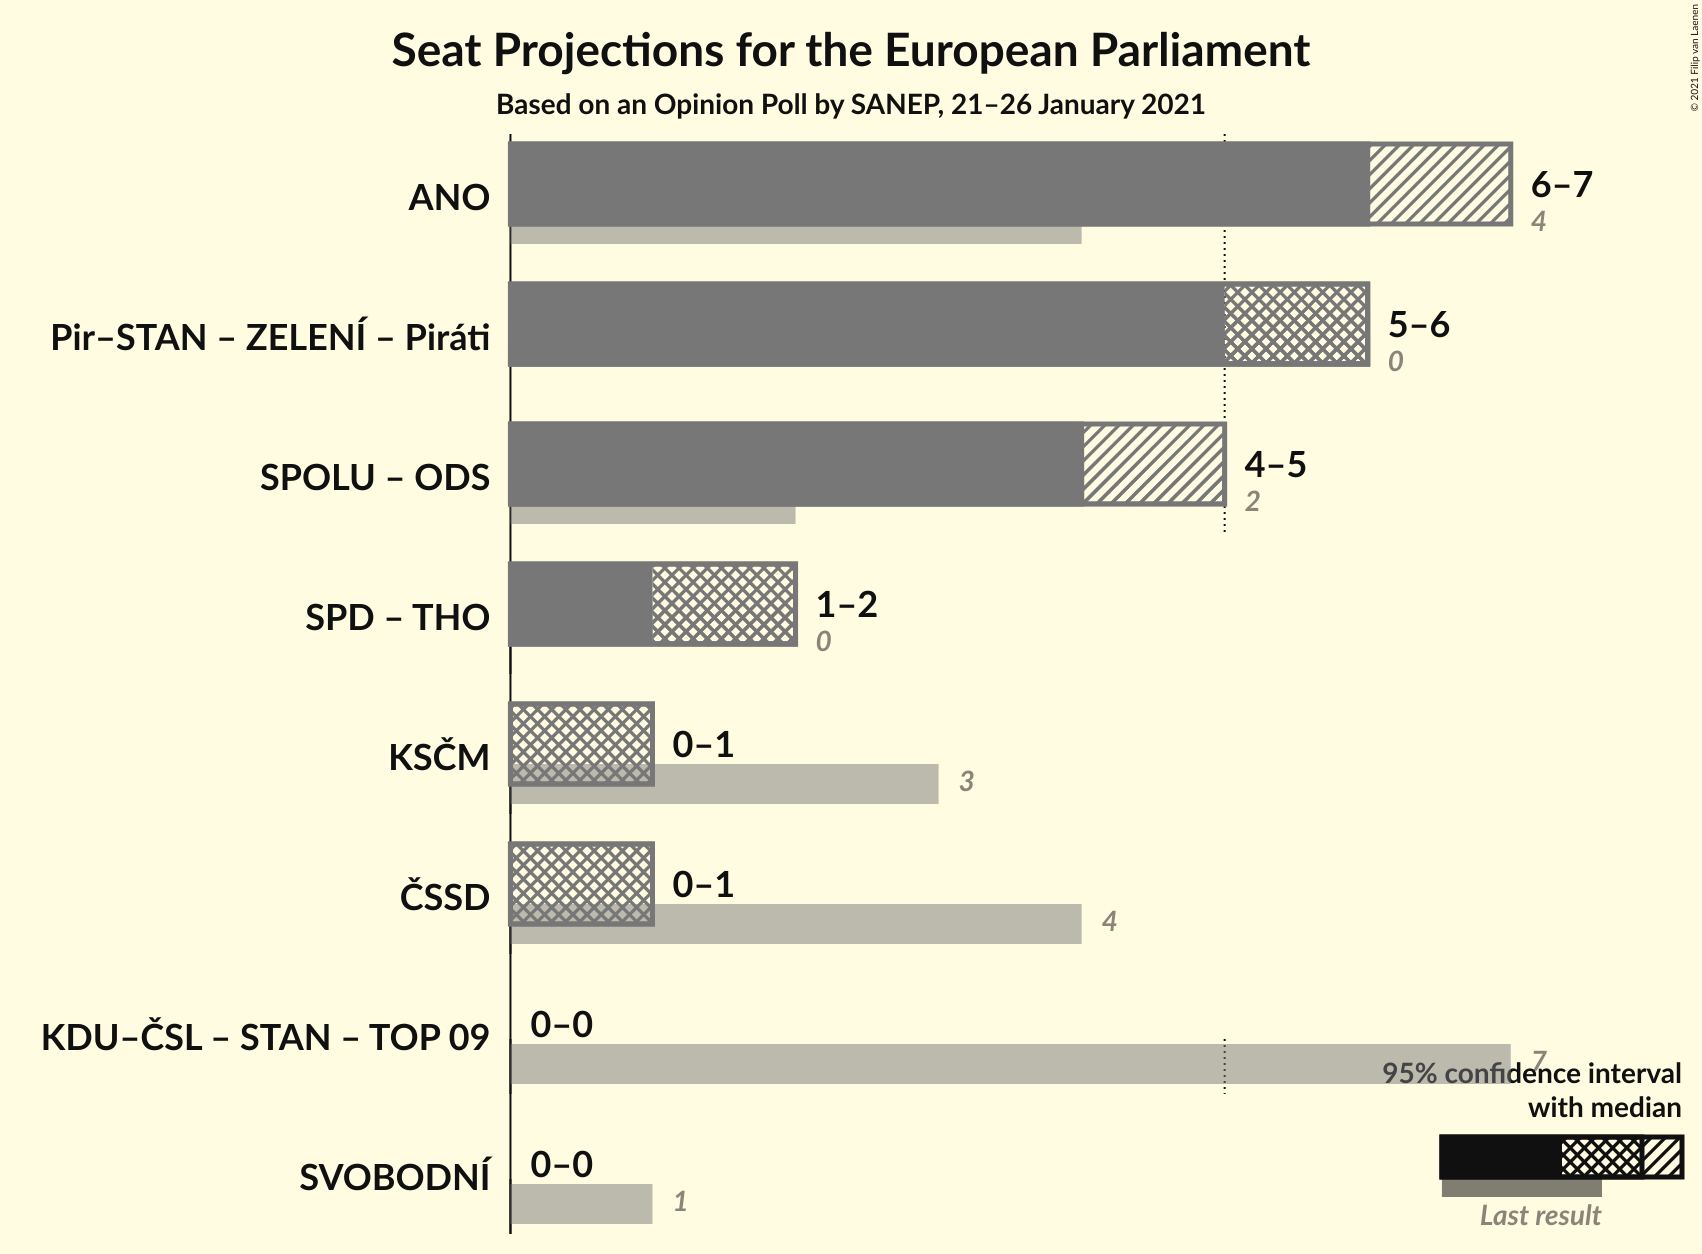 Seat Projections for the European Parliament
Based on an Opinion Poll by SANEP, 21–26 January 2021
© 2021 Filip van Laenen
ANO
6–7
4
Pir–STAN – ZELENÍ – Piráti
5–6
0
SPOLU – ODS
4–5
2
SPD – THO
1–2
0
KSČM
0–1
3
ČSSD
0–1
4
KDU–ČSL – STAN – TOP 09
0–0
7
SVOBODNÍ
0–0
1
95% confidence interval
with median
Last result